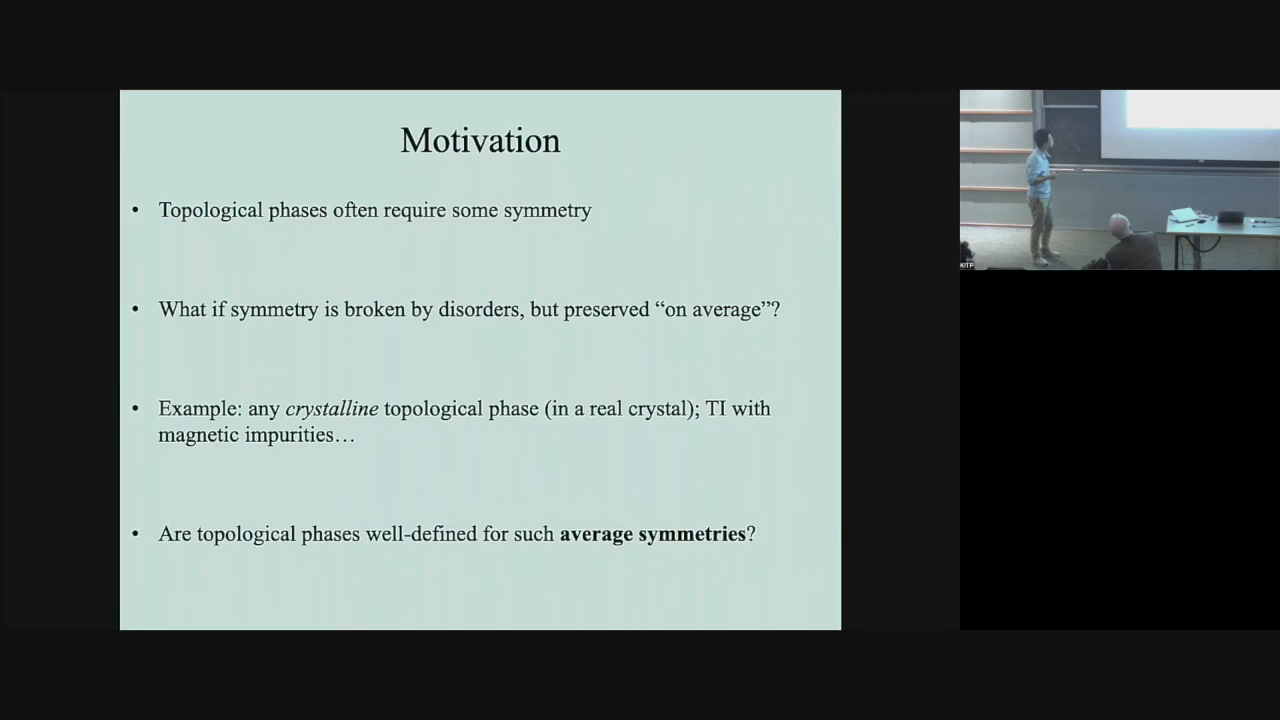 Motivation
• Topological phases often require some symmetry
• What if symmetry is broken by disorders, but preserved “on average”?
• Example: any crystalline topological phase (in a real crystal); TI with
magnetic impurities…
• Are topological phases well-defined for such average symmetries?
KITP